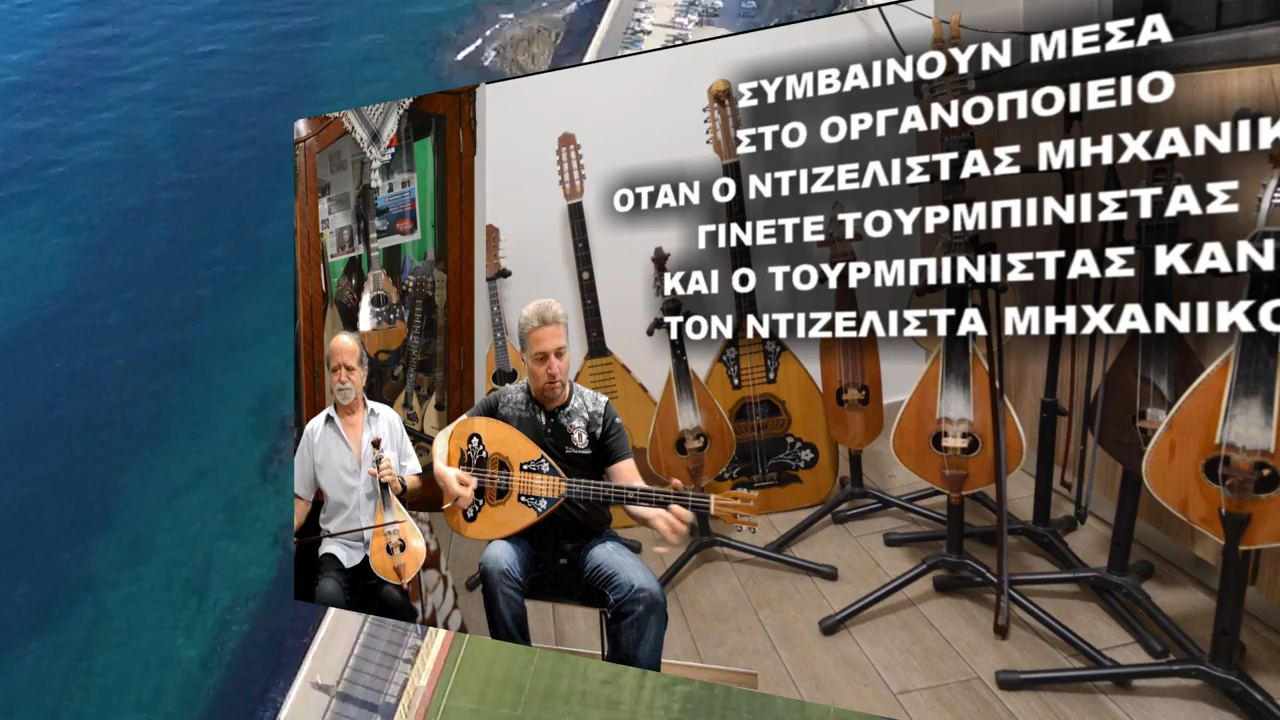 ΣΥΜΒΑΙΝΟΥΝ ΜΕΣΑ
ΣΤΟ ΟΡΓΑΝΟΠΟΙΕΙΟ
ΟΤΑΝ Ο ΝΤΙΖΕΛΙΣΤΑΣ ΜΗΧΑΝΙΚ
ΓΙΝΕΤΕ ΤΟΥΡΜΠΙΝΙΣΤΑΣ
ΚΑΙ Ο ΤΟΥΡΜΠΙΝΙΣΤΑΣ ΚΑΝ
ΤΟΝ ΝΤΙΖΕΛΙΣΤΑ ΜΗΧΑΝΙΚΟ